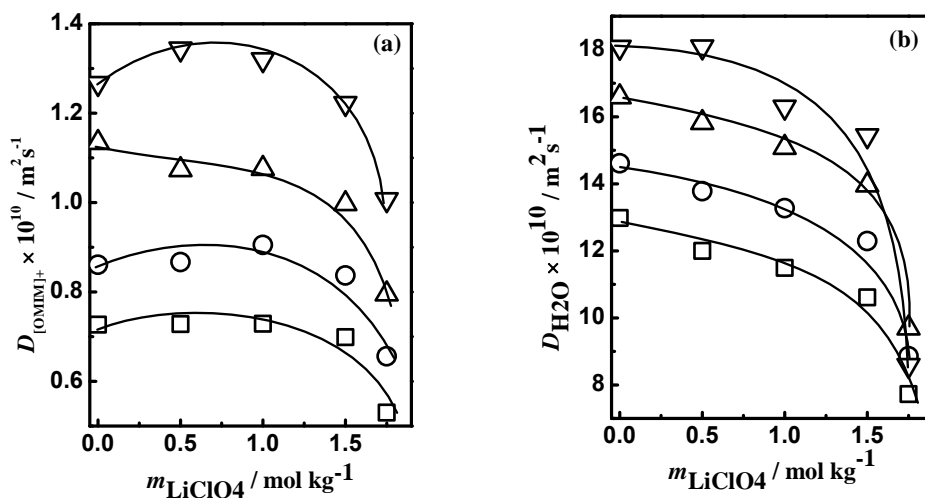 (a)
1.4
1.2
1.0
0.8
0.6
D[OMIM]+ × 10^10 / m^2 s^-1
0.0 0.5 1.0 1.5
mLiClO4 / mol kg^-1
(b)
18
16
14
12
10
8
DH2O × 10^10 / m^2s^-1
0.0 0.5 1.0 1.5
mLiClO4 / mol kg^-1